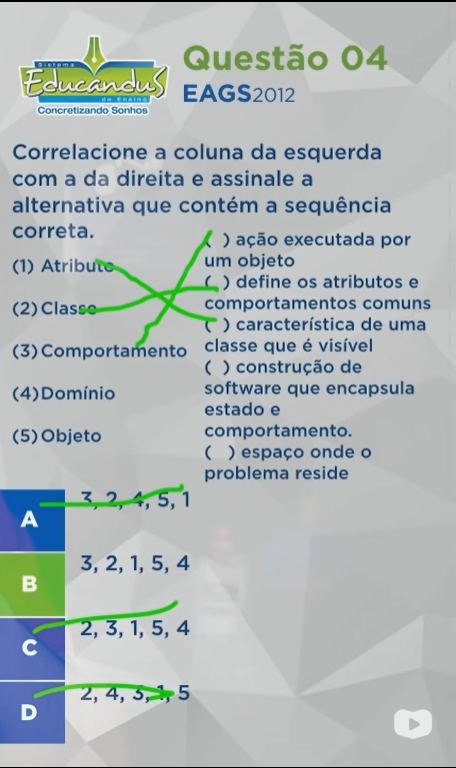 Sistema
Educandus
de Ensino
Concretizando Sonhos
Questão 04
EAGS2012
Correlacione a coluna da esquerda
com a da direita e assinale a
alternativa que contém a sequência
correta.
(1) Atributo
(2) Classe
(3) Comportamento
(4) Domínio
(5) Objeto
( ) ação executada por
um objeto
( ) define os atributos e
comportamentos comuns
( ) característica de uma
classe que é visível
( ) construção de
software que encapsula
estado e
comportamento.
( ) espaço onde o
problema reside
A 3, 2, 4, 5, 1
B 3, 2, 1, 5, 4
C 2, 3, 1, 5, 4
D 2, 4, 3, 1, 5